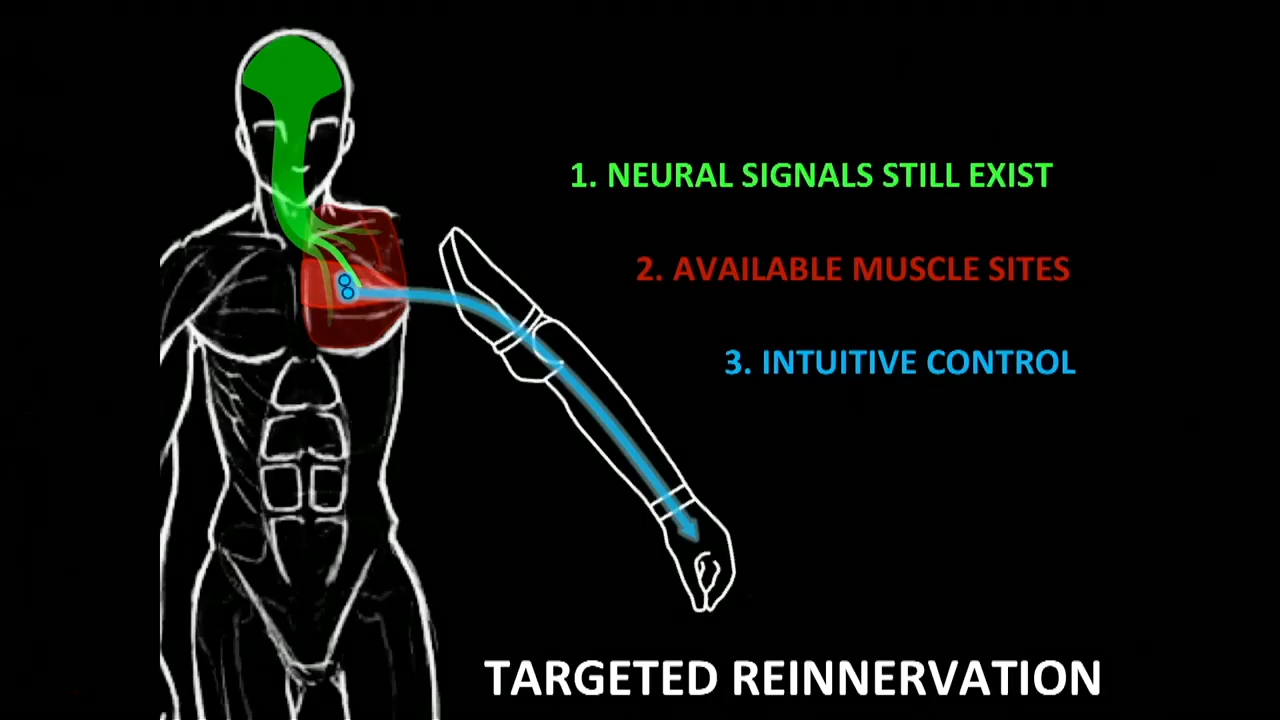 1. NEURAL SIGNALS STILL EXIST
2. AVAILABLE MUSCLE SITES
3. INTUITIVE CONTROL
TARGETED REINNERVATION